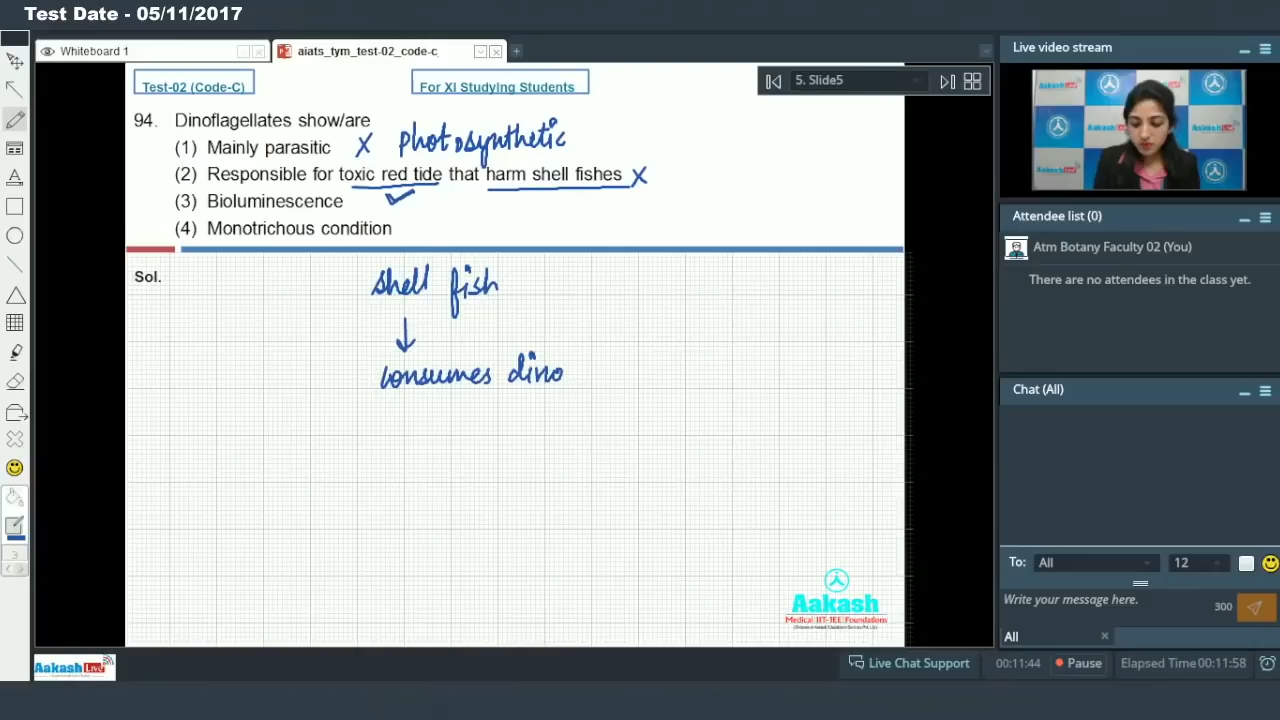 Test Date - 05/11/2017
Whiteboard 1
aiats_tym_test-02_code-c
5. Slide5
Test-02 (Code-C)
For XI Studying Students
94. Dinoflagellates show/are
(1) Mainly parasitic X photosynthetic
(2) Responsible for toxic red tide that harm shell fishes X
(3) Bioluminescence
(4) Monotrichous condition
Sol.
shell fish
consumes dino
Aakash
Medical|IIT-JEE|Foundations
Live video stream
Attendee list (0)
Atm Botany Faculty 02 (You)
There are no attendees in the class yet.
Chat (All)
To: All 12
Write your message here.
300
All
3
Aakash Live
Live Chat Support
00:11:44
Pause
Elapsed Time 00:11:58